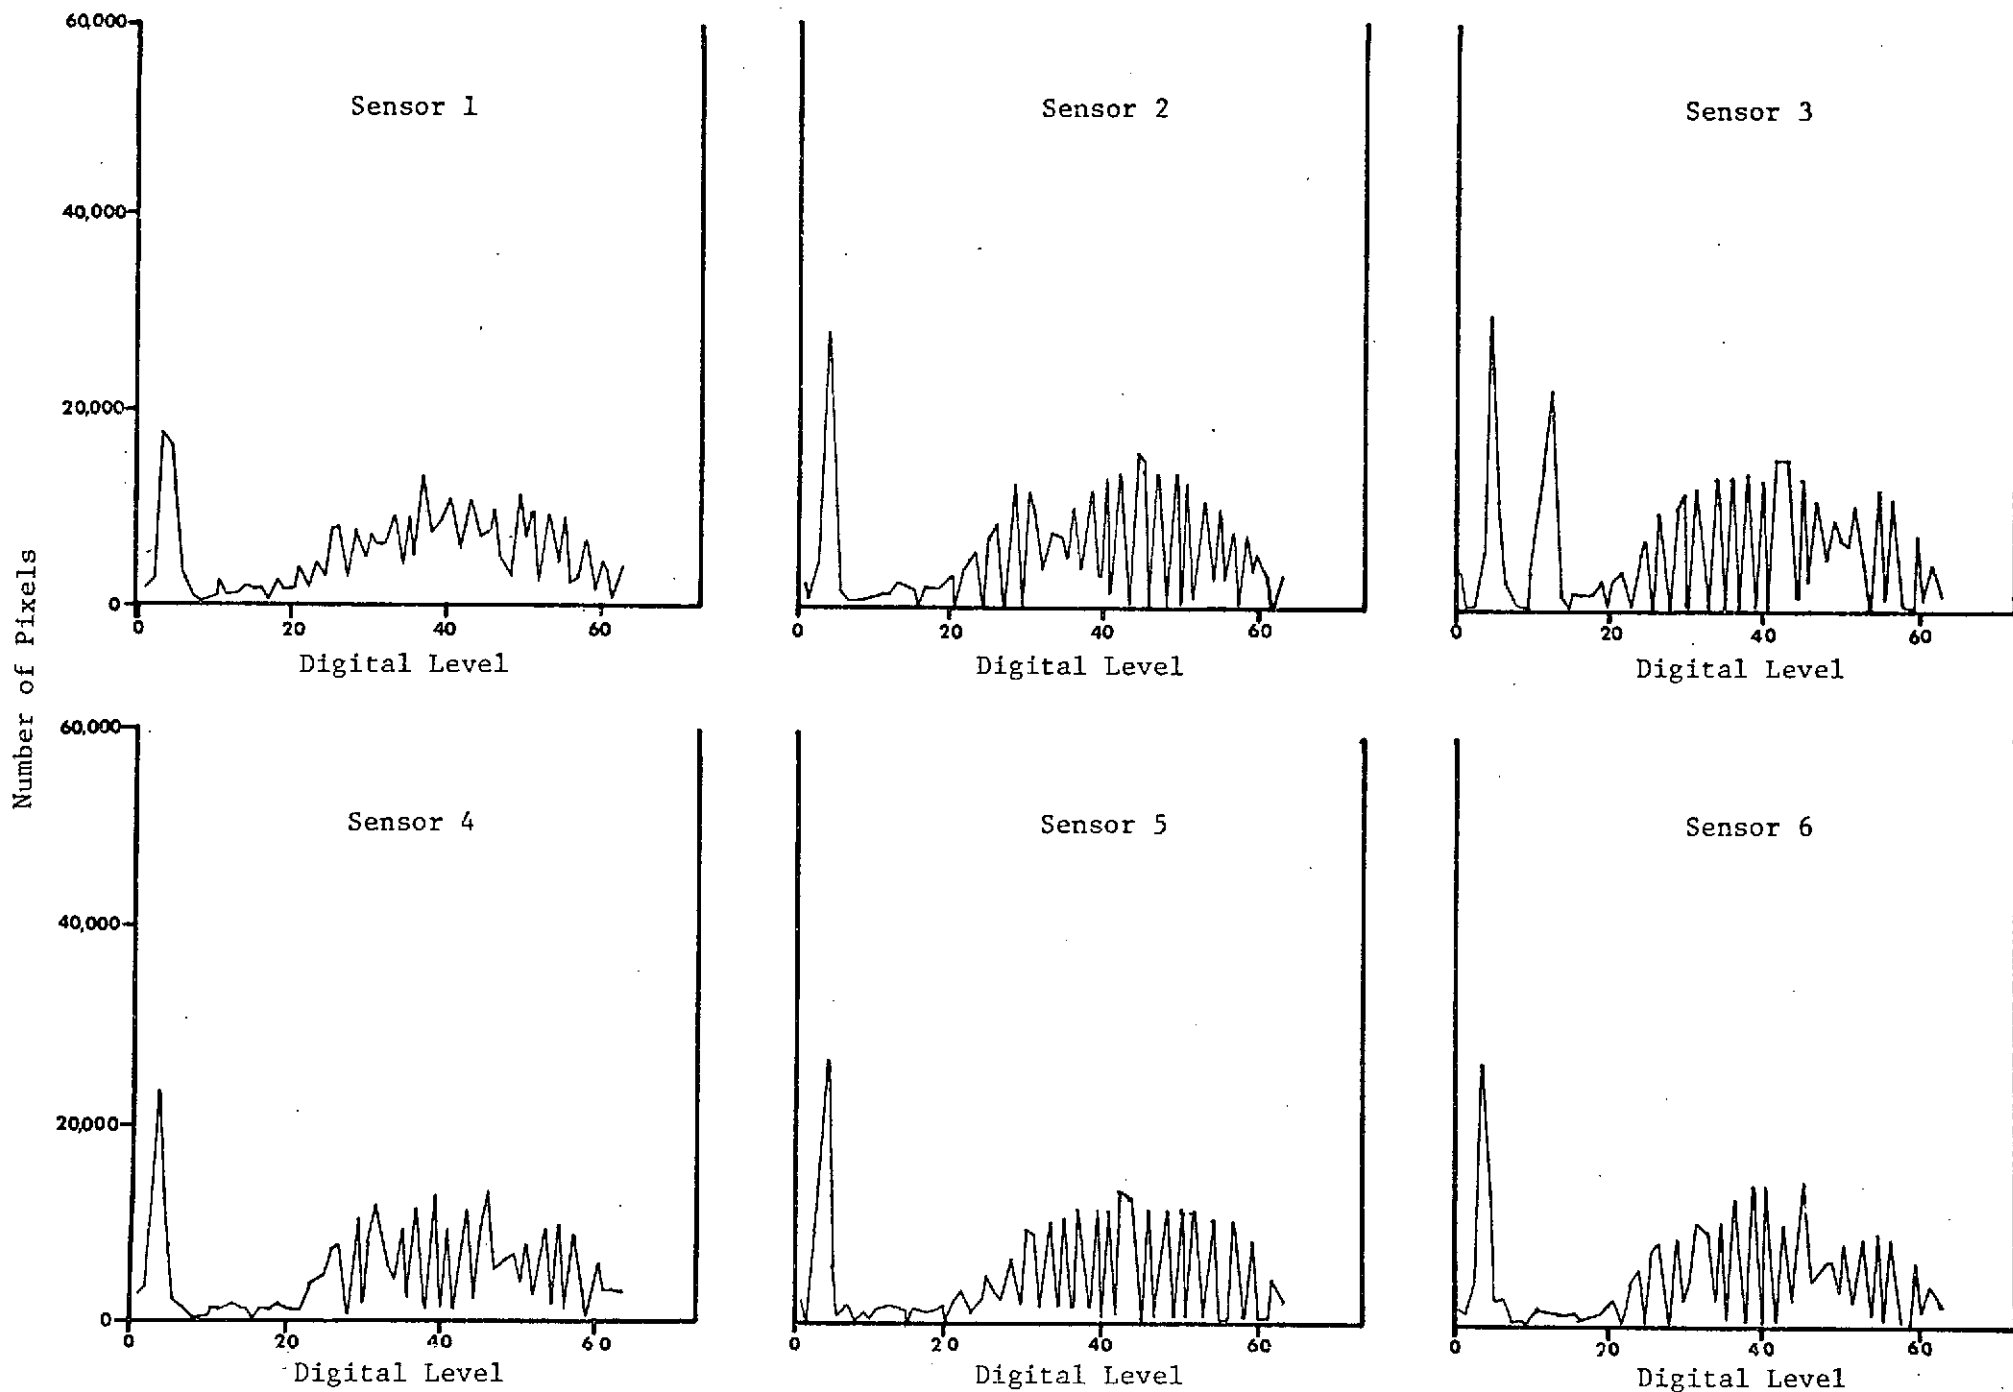 Number of Pixels
60,000
40,000
20,000
0
Sensor 1
0 20 40 60
Digital Level
Sensor 2
0 20 40 60
Digital Level
Sensor 3
0 20 40 60
Digital Level
60,000
40,000
20,000
0
Sensor 4
0 20 40 60
Digital Level
Sensor 5
0 20 40 60
Digital Level
Sensor 6
0 20 40 60
Digital Level